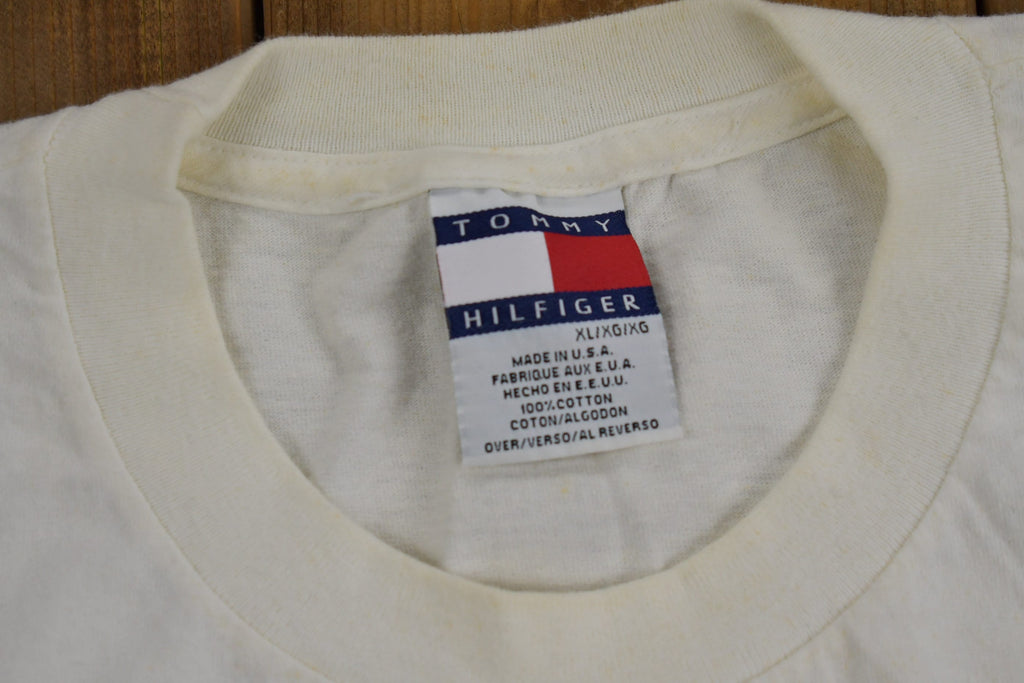 TOMMY
HILFIGER
XL/XG/XG
MADE IN U.S.A.
FABRIQUE AUX E.U.A.
HECHO EN E.E.U.U.
100% COTTON
COTON/ALGODON
OVER/VERSO/AL REVERSO